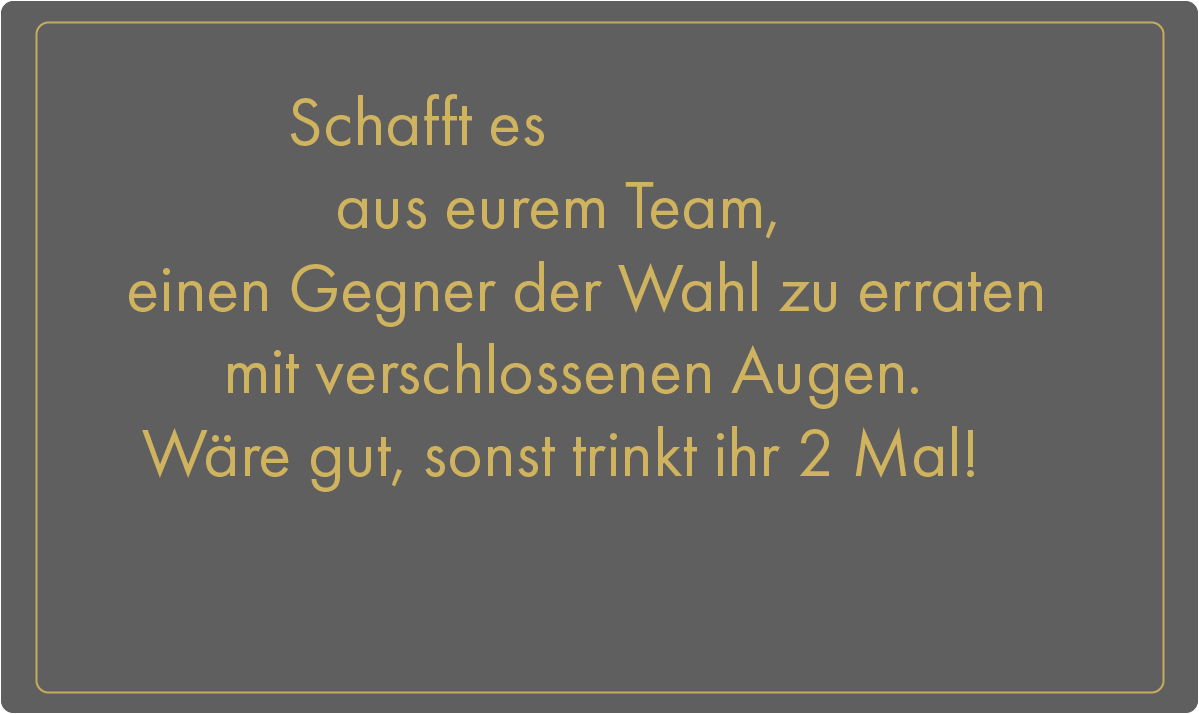 Schafft es
aus eurem Team,
einen Gegner der Wahl zu erraten
mit verschlossenen Augen.
Wäre gut, sonst trinkt ihr 2 Mal!